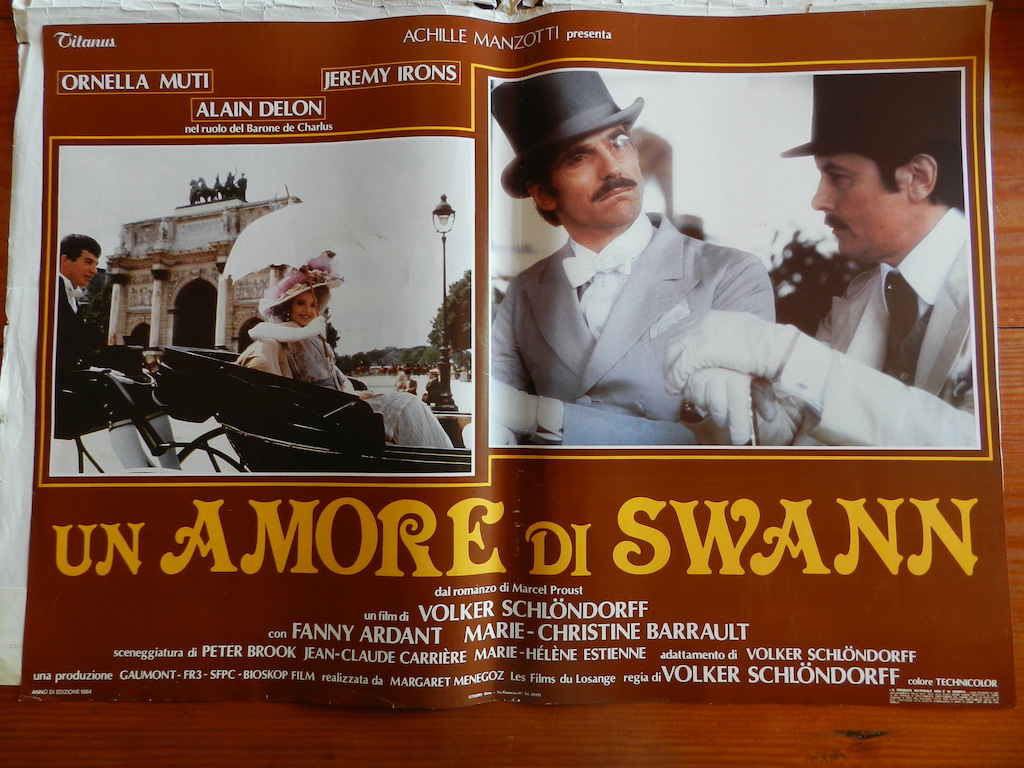 Titanus
ACHILLE MANZOTTI presenta
ORNELLA MUTI
JEREMY IRONS
ALAIN DELON
nel ruolo del Barone de Charlus
UN AMORE DI SWANN
dal romanzo di Marcel Proust
un film di VOLKER SCHLÖNDORFF
con FANNY ARDANT MARIE-CHRISTINE BARRAULT
sceneggiatura di PETER BROOK JEAN-CLAUDE CARRIÈRE MARIE-HÉLÈNE ESTIENNE adattamento di VOLKER SCHLÖNDORFF
una produzione GAUMONT-FR3-SFPC-BIOSKOP FILM realizzata da MARGARET MENEGOZ Les Films du Losange regia di VOLKER SCHLÖNDORFF colore TECHNICOLOR
ANNO DI EDIZIONE 1984